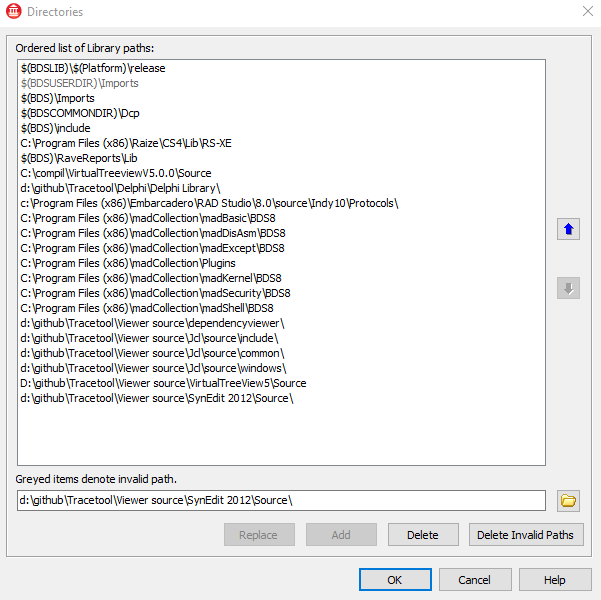 Directories
Ordered list of Library paths:
$(BDSLIB)\$(Platform)\release
$(BDSUSERDIR)\Imports
$(BDS)\Imports
$(BDSCOMMONDIR)\Dcp
$(BDS)\include
C:\Program Files (x86)\Raize\CS4\Lib\RS-XE
$(BDS)\RaveReports\Lib
C:\compil\VirtualTreeviewV5.0.0\Source
d:\github\Tracetool\Delphi\Delphi Library\
c:\Program Files (x86)\Embarcadero\RAD Studio\8.0\source\Indy10\Protocols\
C:\Program Files (x86)\madCollection\madBasic\BDS8
C:\Program Files (x86)\madCollection\madDisAsm\BDS8
C:\Program Files (x86)\madCollection\madExcept\BDS8
C:\Program Files (x86)\madCollection\Plugins
C:\Program Files (x86)\madCollection\madKernel\BDS8
C:\Program Files (x86)\madCollection\madSecurity\BDS8
C:\Program Files (x86)\madCollection\madShell\BDS8
d:\github\Tracetool\Viewer source\dependencyviewer\
d:\github\Tracetool\Viewer source\Jcl\source\include\
d:\github\Tracetool\Viewer source\Jcl\source\common\
d:\github\Tracetool\Viewer source\Jcl\source\windows\
D:\github\Tracetool\Viewer source\VirtualTreeView5\Source
d:\github\Tracetool\Viewer source\SynEdit 2012\Source\
Greyed items denote invalid path.
d:\github\Tracetool\Viewer source\SynEdit 2012\Source\
Replace Add Delete Delete Invalid Paths
OK Cancel Help